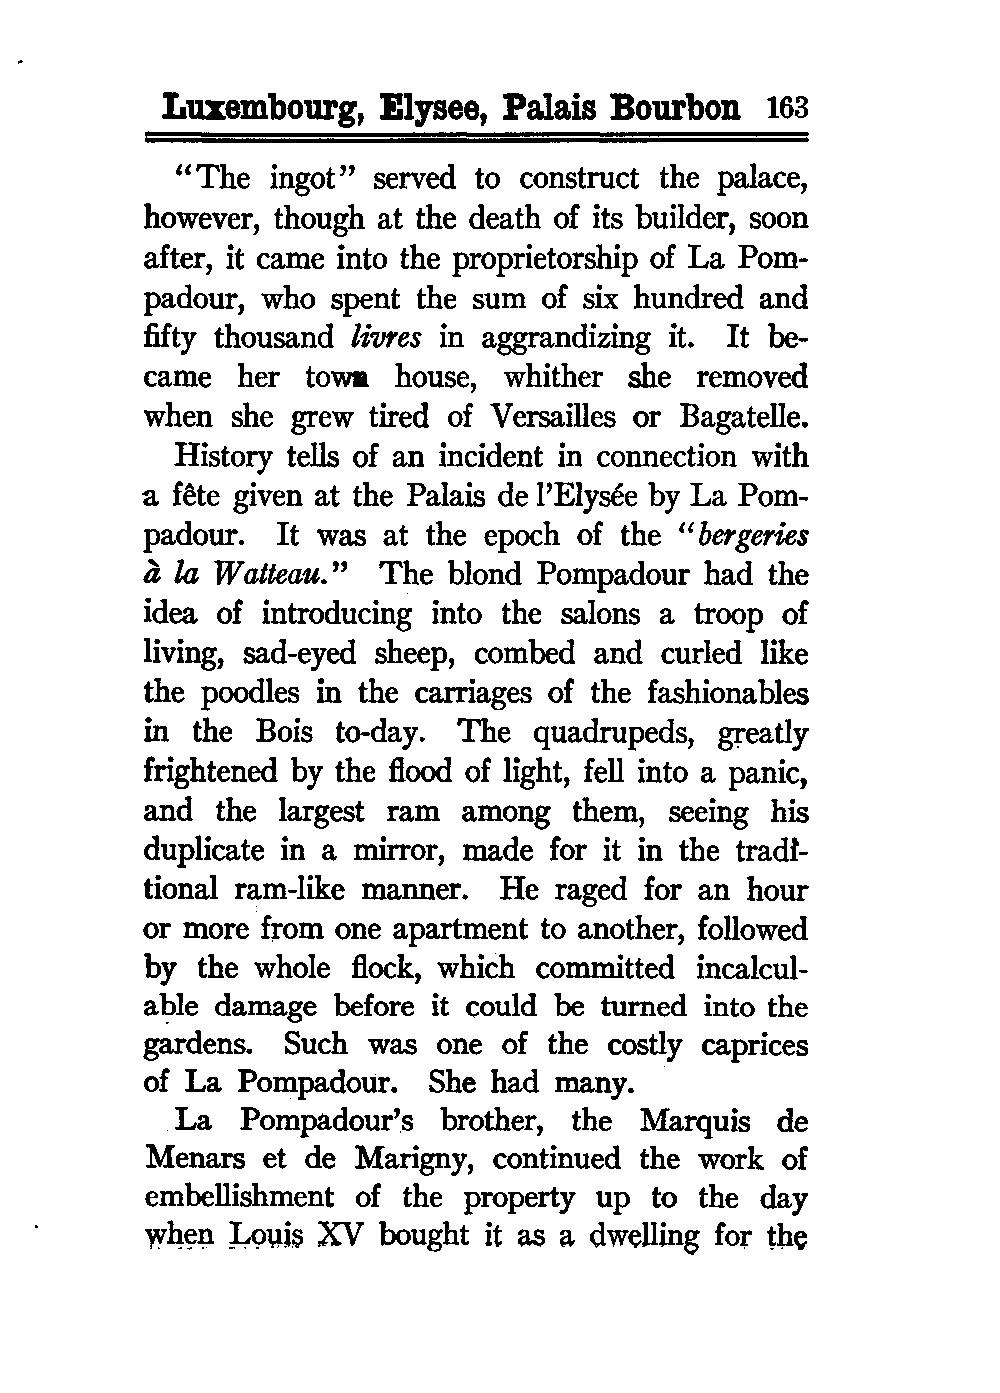 Luxembourg, Elysee, Palais Bourbon 163
“The ingot” served to construct the palace,
however, though at the death of its builder, soon
after, it came into the proprietorship of La Pom-
padour, who spent the sum of six hundred and
fifty thousand livres in aggrandizing it. It be-
came her town house, whither she removed
when she grew tired of Versailles or Bagatelle.
History tells of an incident in connection with
a fête given at the Palais de l’Elysée by La Pom-
padour. It was at the epoch of the “bergeries
à la Watteau.” The blond Pompadour had the
idea of introducing into the salons a troop of
living, sad-eyed sheep, combed and curled like
the poodles in the carriages of the fashionables
in the Bois to-day. The quadrupeds, greatly
frightened by the flood of light, fell into a panic,
and the largest ram among them, seeing his
duplicate in a mirror, made for it in the tradi-
tional ram-like manner. He raged for an hour
or more from one apartment to another, followed
by the whole flock, which committed incalcul-
able damage before it could be turned into the
gardens. Such was one of the costly caprices
of La Pompadour. She had many.
La Pompadour’s brother, the Marquis de
Menars et de Marigny, continued the work of
embellishment of the property up to the day
when Louis XV bought it as a dwelling for the